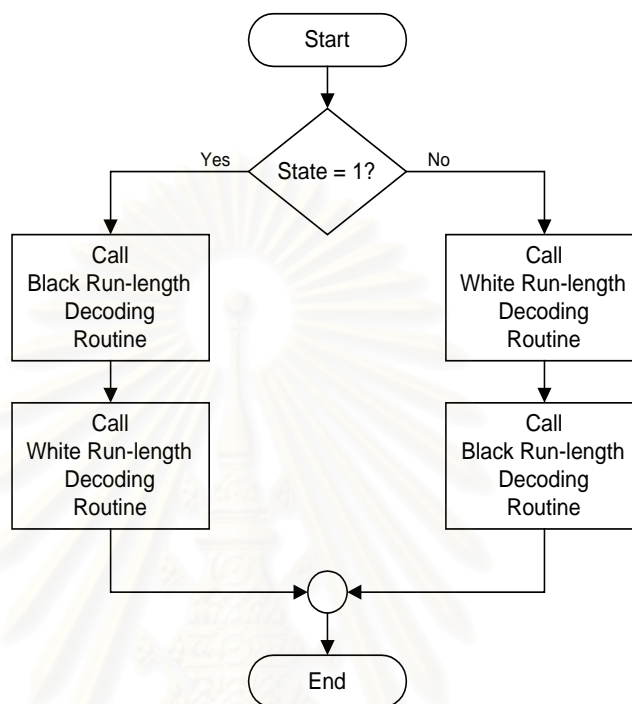 Start
State = 1?
Yes
No
Call
Black Run-length
Decoding
Routine
Call
White Run-length
Decoding
Routine
Call
White Run-length
Decoding
Routine
Call
Black Run-length
Decoding
Routine
End